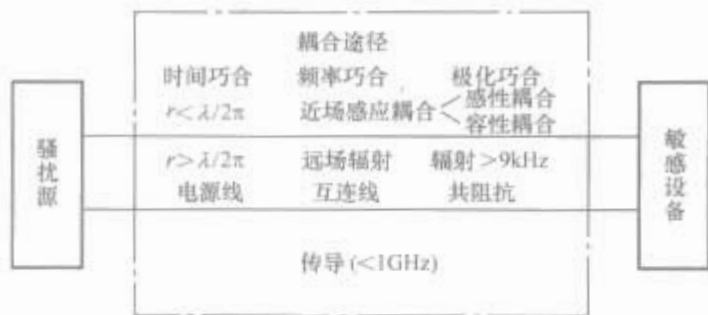 耦合途径
时间巧合 频率巧合 极化巧合
r<λ/2π 近场感应耦合 感性耦合
容性耦合
骚扰源
敏感设备
r>λ/2π 远场辐射 辐射>9kHz
电源线 互连线 共阻抗
传导(<1GHz)